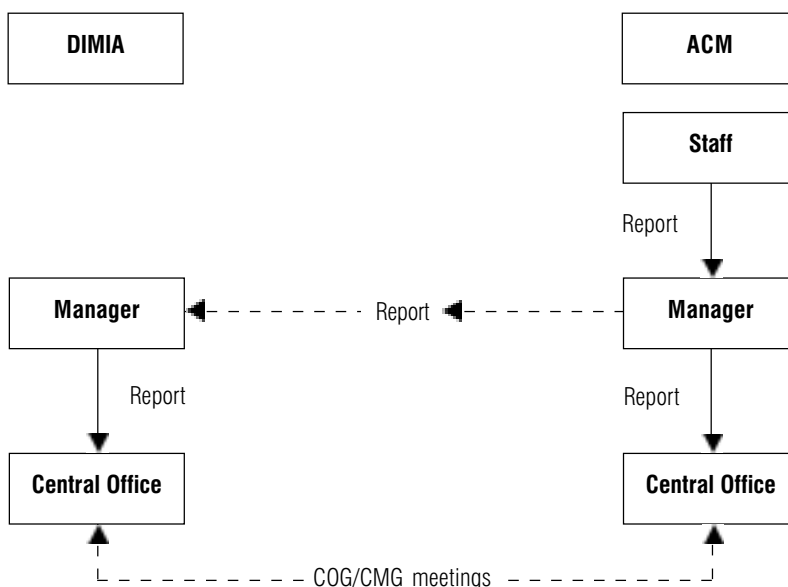 DIMIA
ACM
Staff
Report
Manager
Report
Manager
Report
Report
Central Office
Central Office
COG/CMG meetings